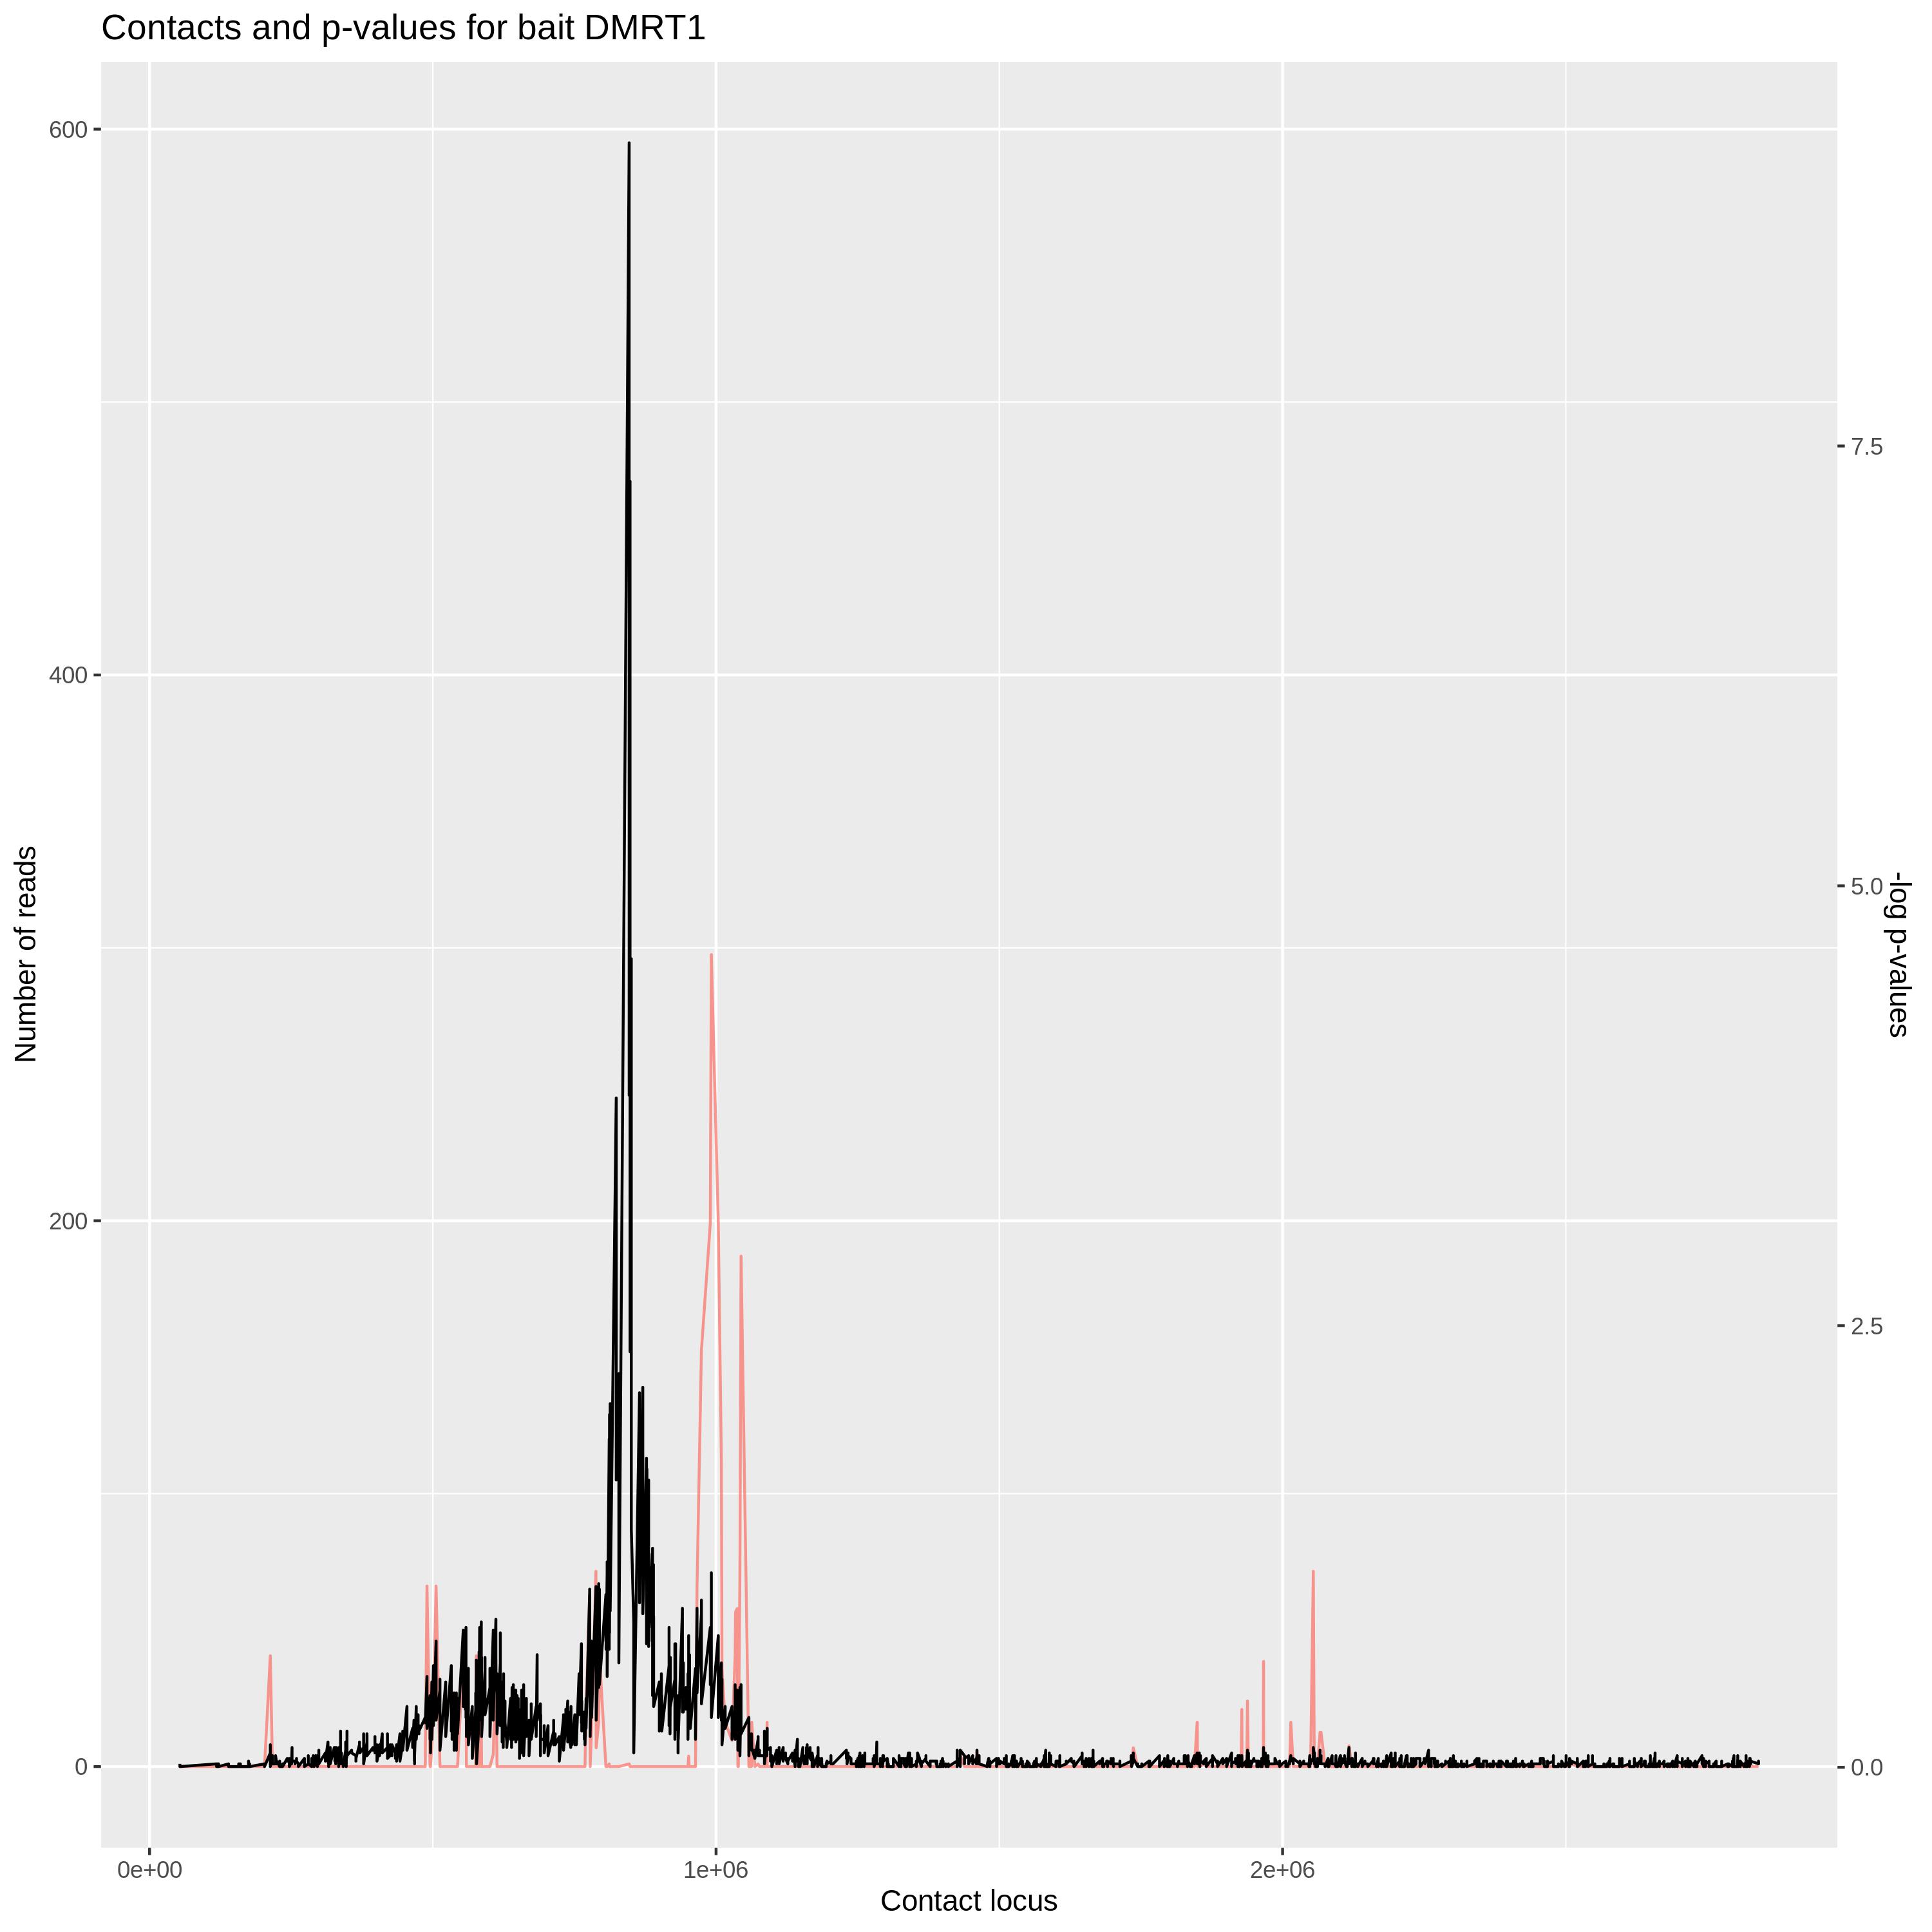 Contacts and p-values for bait DMRT1
600
400
200
0
Number of reads
7.5
5.0
2.5
0.0
-log p-values
0e+00
1e+06
2e+06
Contact locus